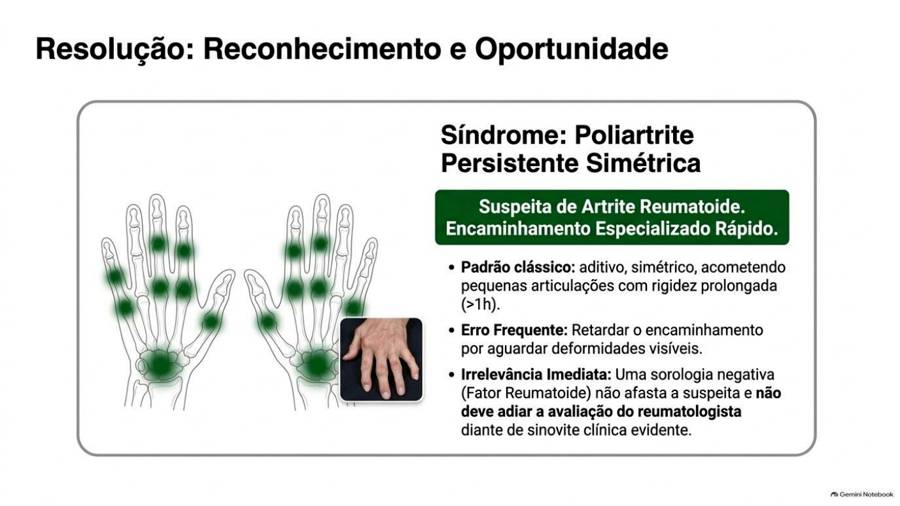 Resolução: Reconhecimento e Oportunidade
Síndrome: Poliartrite
Persistente Simétrica
Suspeita de Artrite Reumatoide.
Encaminhamento Especializado Rápido.
• Padrão clássico: aditivo, simétrico, acometendo
pequenas articulações com rigidez prolongada
(>1h).
• Erro Frequente: Retardar o encaminhamento
por aguardar deformidades visíveis.
• Irrelevância Imediata: Uma sorologia negativa
(Fator Reumatoide) não afasta a suspeita e não
deve adiar a avaliação do reumatologista
diante de sinovite clínica evidente.
Gemini Notebook